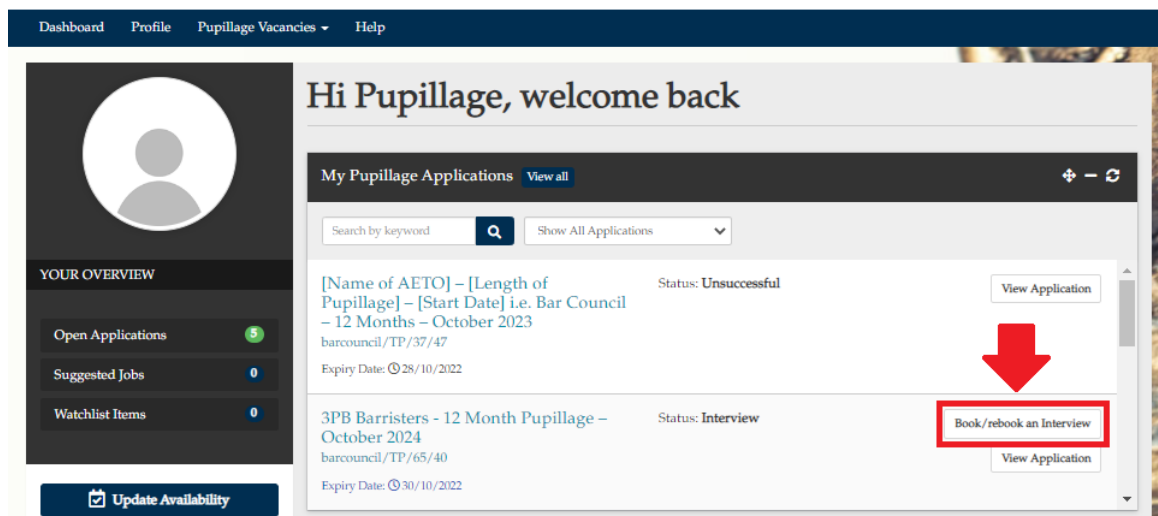 Dashboard Profile Pupillage Vacancies Help
Hi Pupillage, welcome back
My Pupillage Applications View all
Search by keyword Show All Applications
YOUR OVERVIEW
Open Applications 5
Suggested Jobs 0
Watchlist Items 0
Update Availability
[Name of AETO] – [Length of
Pupillage] – [Start Date] i.e. Bar Council
– 12 Months – October 2023
barcouncil/TP/37/47
Expiry Date: 28/10/2022
Status: Unsuccessful
View Application
3PB Barristers - 12 Month Pupillage –
October 2024
barcouncil/TP/65/40
Expiry Date: 30/10/2022
Status: Interview
Book/rebook an Interview
View Application